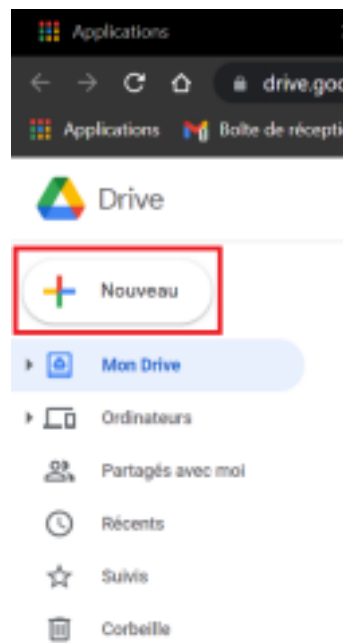 Applications
drive.goo
Applications Boîte de récepti
Drive
Nouveau
Mon Drive
Ordinateurs
Partagés avec moi
Récents
Suivis
Corbeille